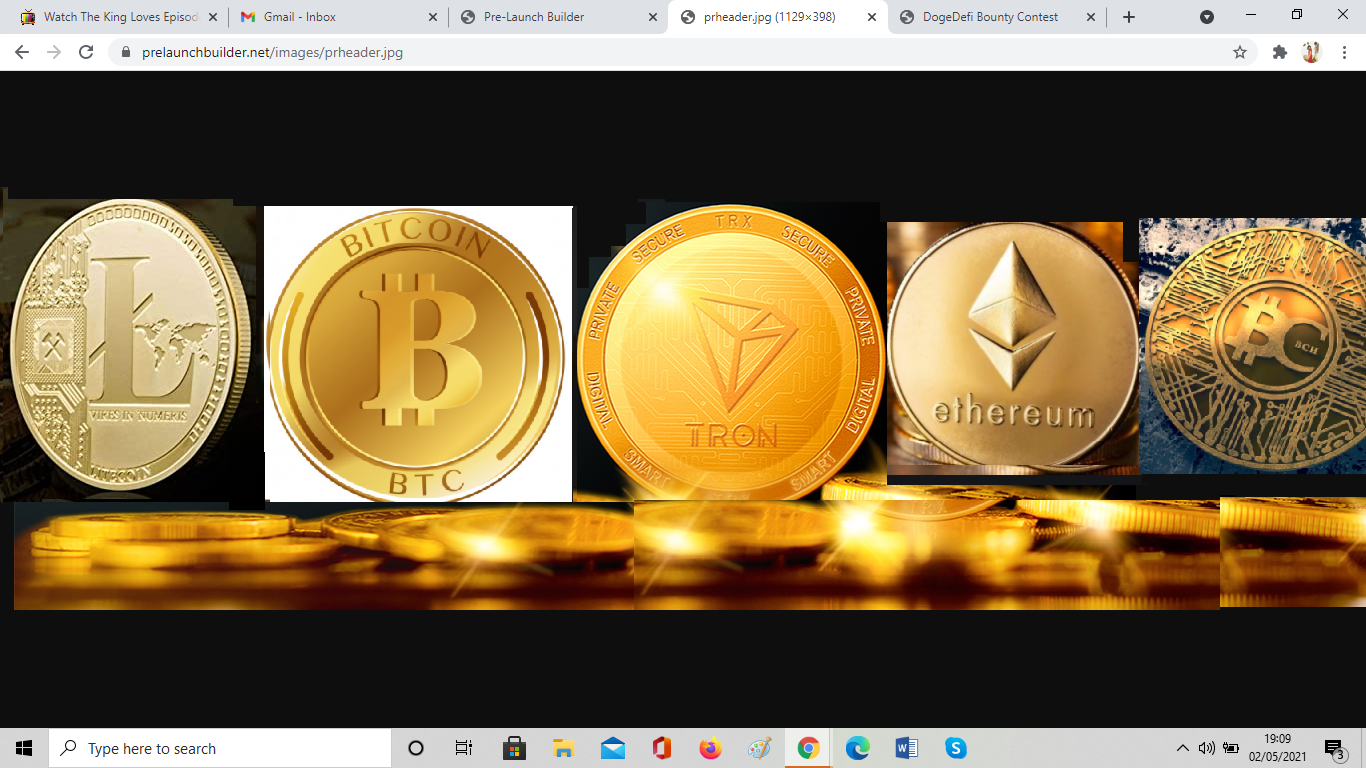 Watch The King Loves Episod
Gmail - Inbox
Pre-Launch Builder
prheader.jpg (1129×398)
DogeDefi Bounty Contest
prelaunchbuilder.net/images/prheader.jpg
VIRES IN NUMERIS
LITECOIN
BITCOIN
B
BTC
SECURE TRX SECURE
PRIVATE PRIVATE
DIGITAL DIGITAL
TRON
SMART SMART
ethereum
B
BCH
Type here to search
19:09
02/05/2021
3